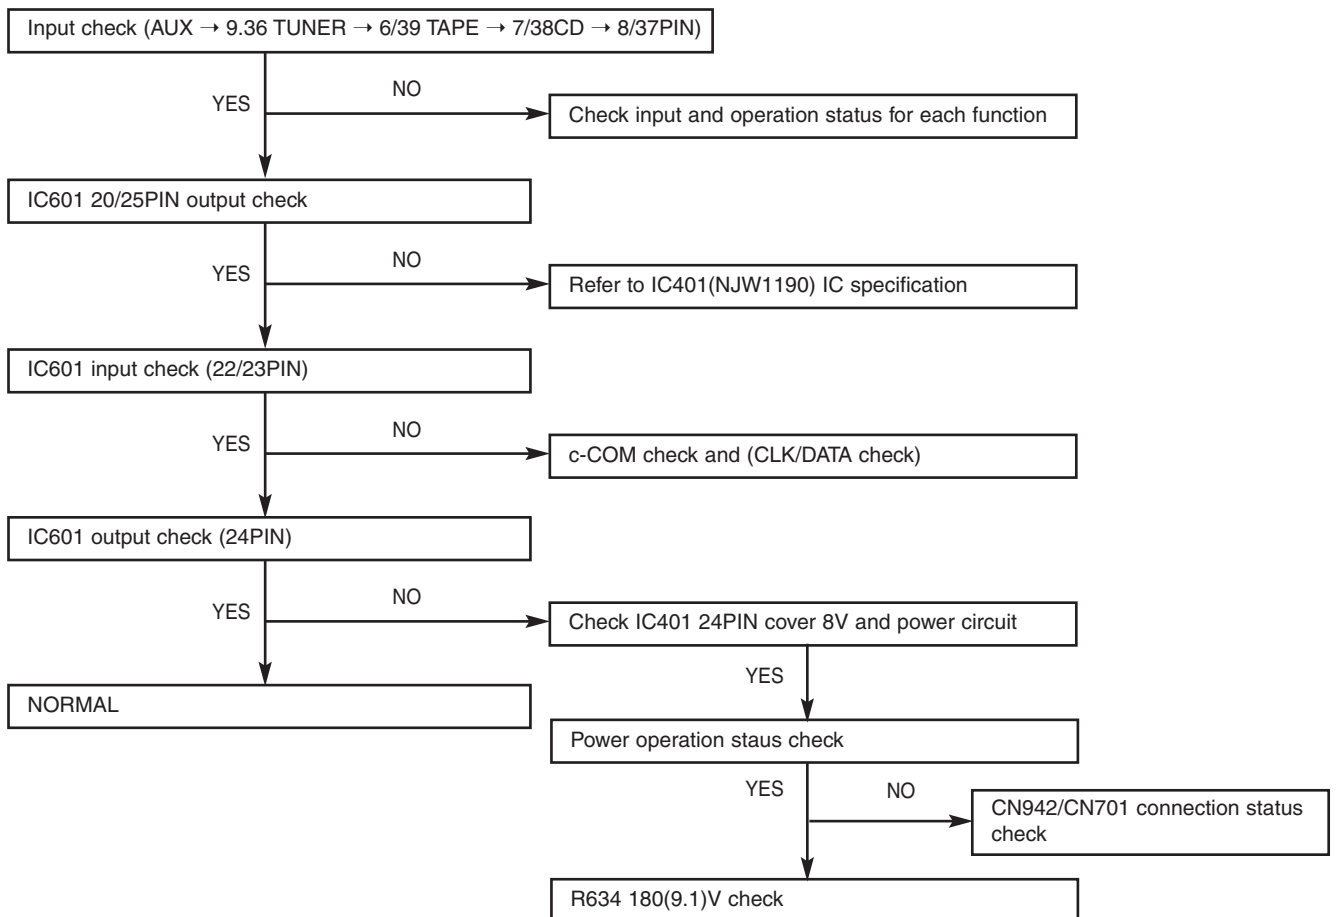 Input check (AUX → 9.36 TUNER → 6/39 TAPE → 7/38CD → 8/37PIN)
YES
NO
Check input and operation status for each function
IC601 20/25PIN output check
YES
NO
Refer to IC401(NJW1190) IC specification
IC601 input check (22/23PIN)
YES
NO
c-COM check and (CLK/DATA check)
IC601 output check (24PIN)
YES
NO
Check IC401 24PIN cover 8V and power circuit
NORMAL
YES
Power operation staus check
YES
NO
CN942/CN701 connection status
check
R634 180(9.1)V check